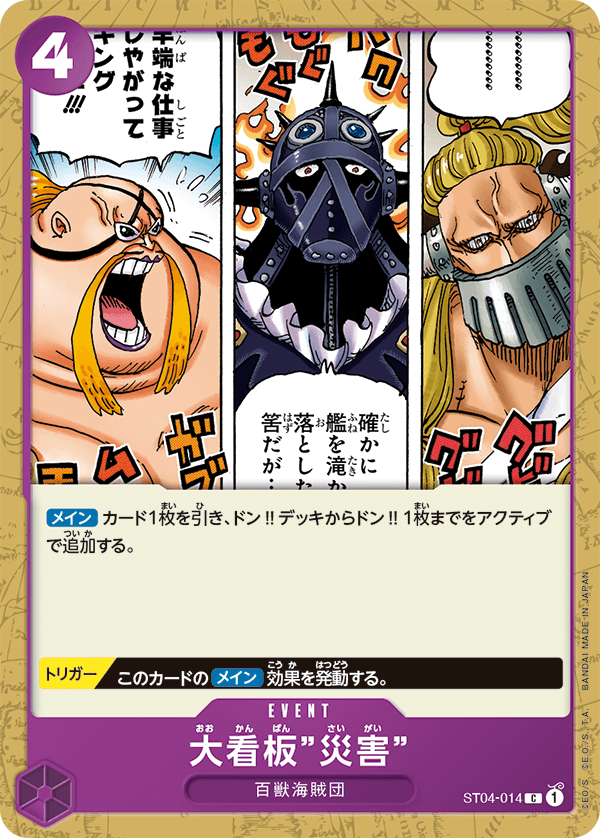 4
半端な仕事
しやがって
キング
!!!
もぐ
もぐ
確かに
艦を滝か
落とした
筈だが…
メイン カード1枚を引き、ドン!!デッキからドン!!1枚までをアクティブ
で追加する。
トリガー このカードの メイン 効果を発動する。
EVENT
大看板”災害”
百獣海賊団
ST04-014 C 1
©E.O./S. ©E.O./S.,T.A. BANDAI MADE IN JAPAN